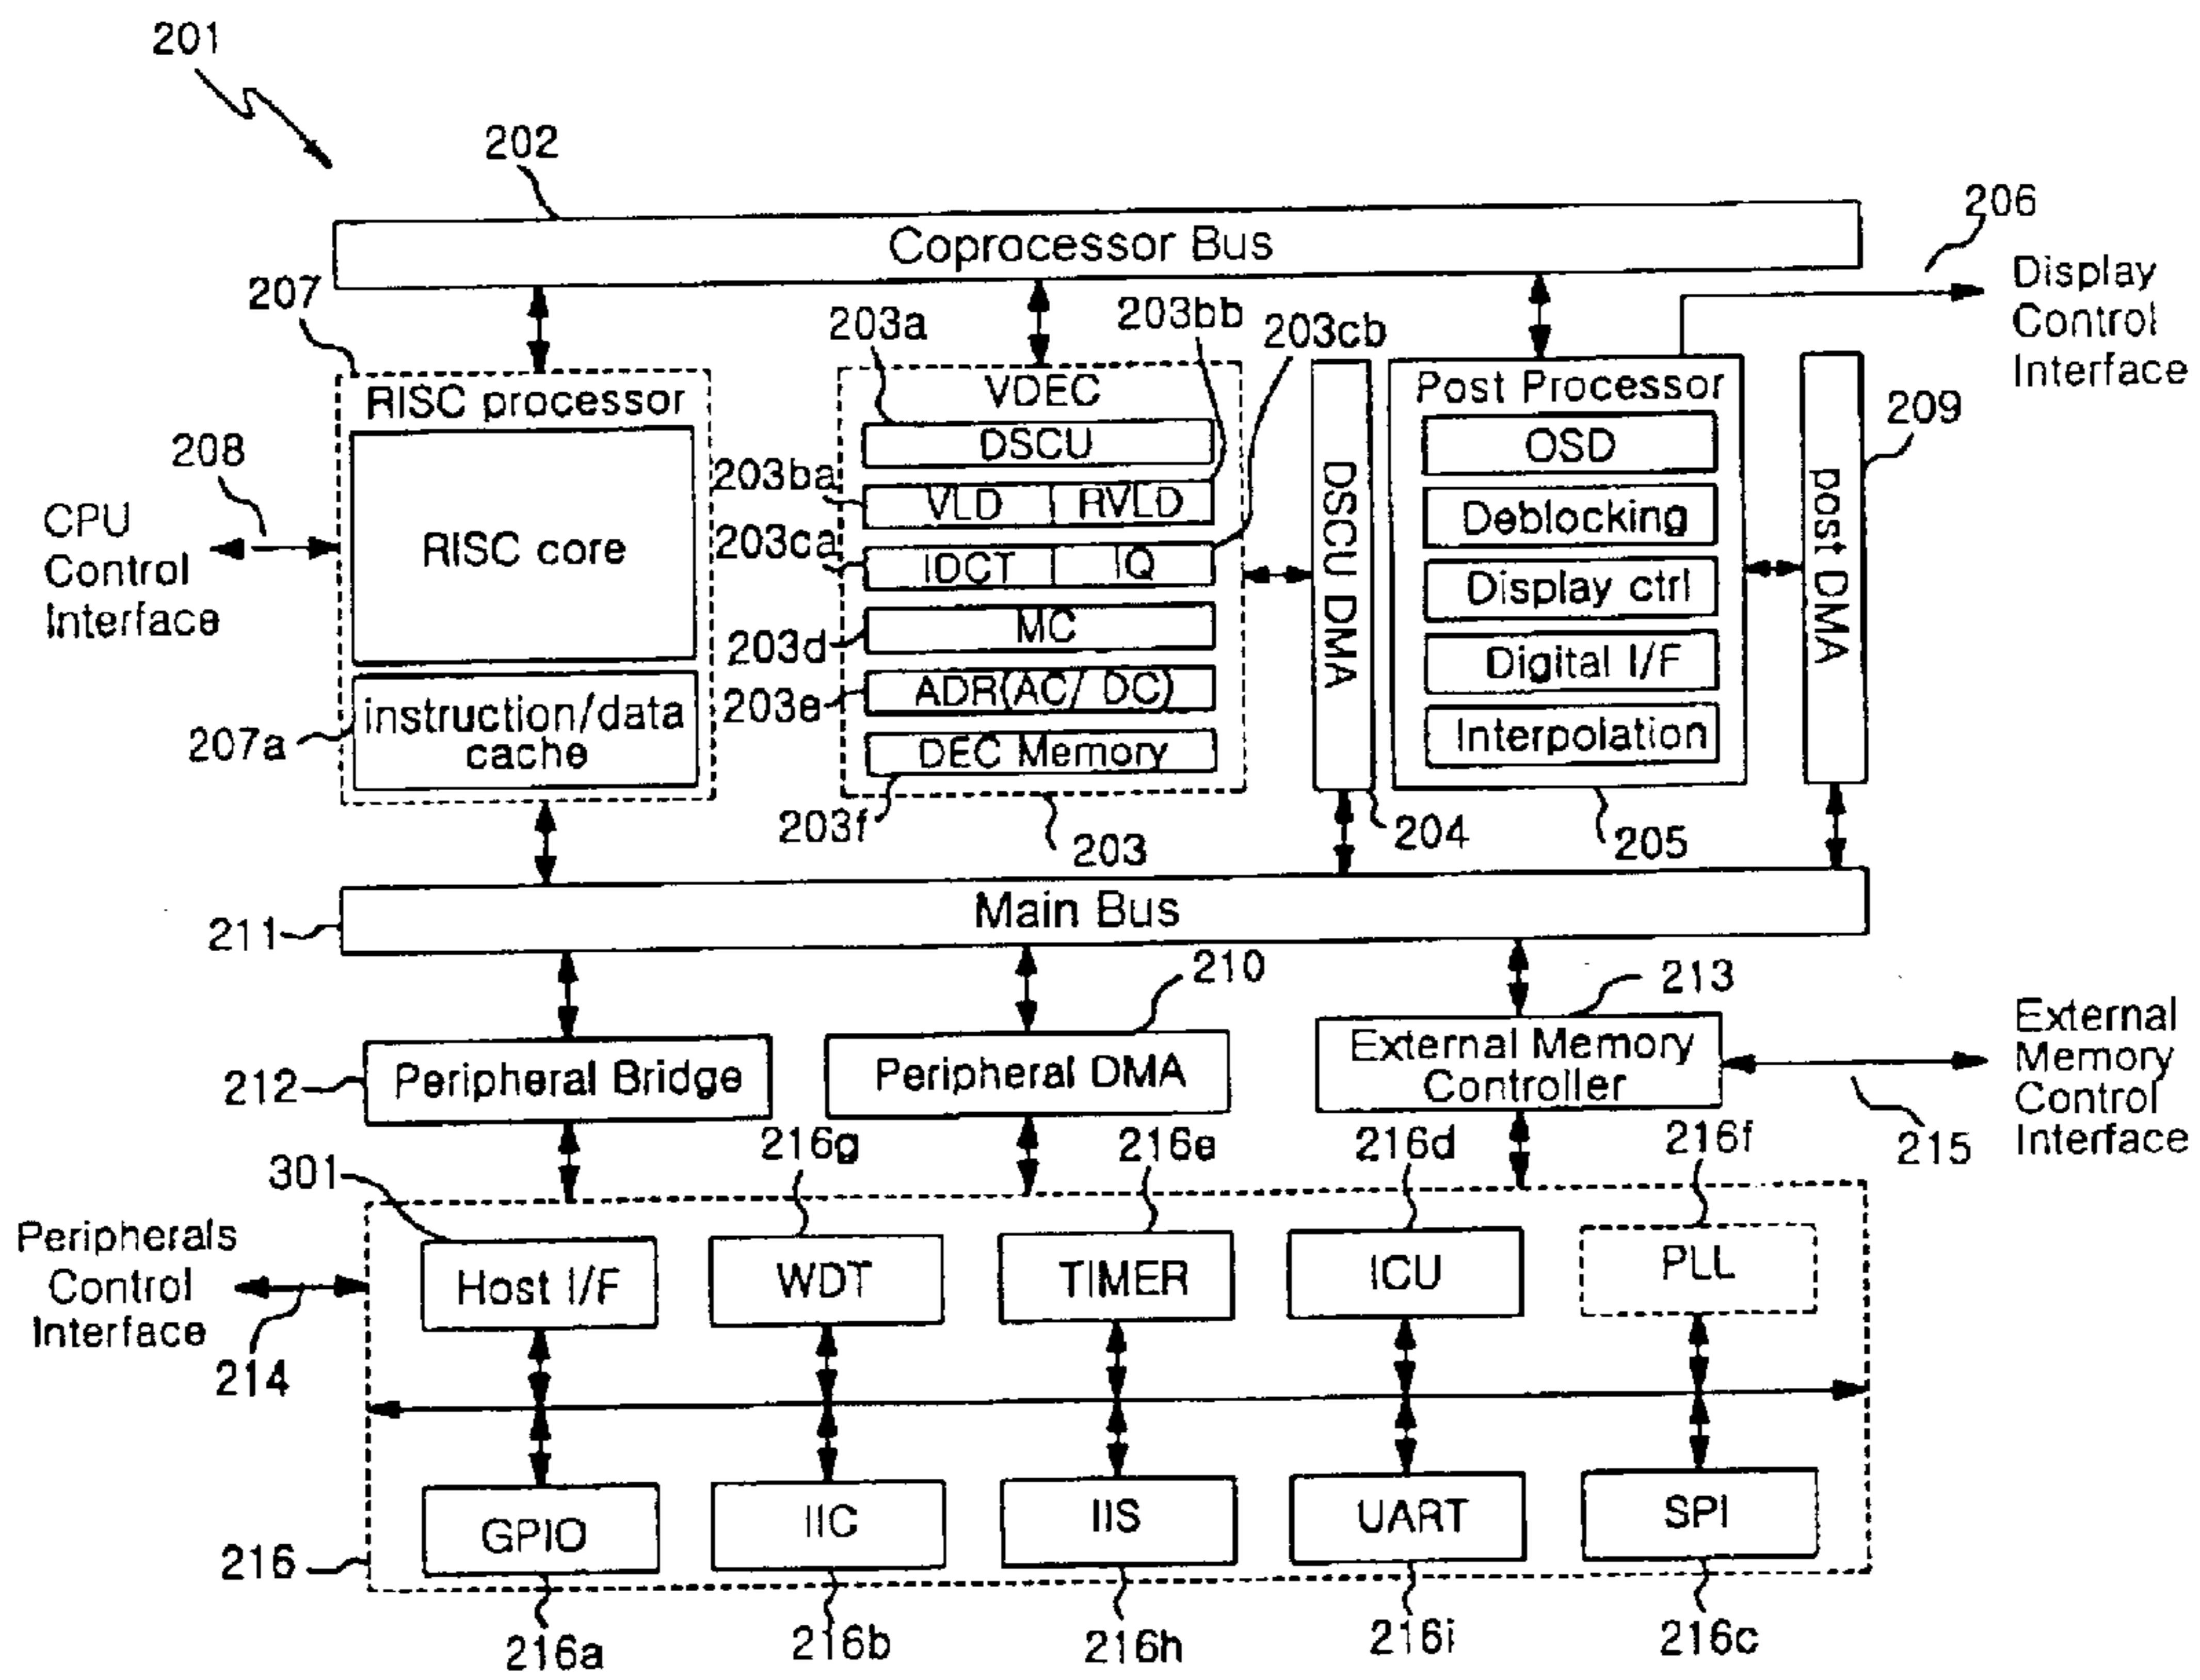 201
202
Coprocessor Bus
206
Display
Control
Interface
207
203a
203bb
203cb
RISC processor
VDEC
Post Processor
209
208
CPU
Control
Interface
RISC core
DSCU
203ba
VLD
RVLD
203ca
IDCT
IQ
203d
MC
203e
ADR(AC/ DC)
DEC Memory
203f
203
DSCU DMA
204
OSD
Deblocking
Display ctrl
Digital I/F
Interpolation
205
post DMA
207a
instruction/data
cache
211
Main Bus
210
213
212
Peripheral Bridge
Peripheral DMA
External Memory
Controller
External
Memory
Control
Interface
215
301
216g
216e
216d
216f
Peripherals
Control
Interface
214
Host I/F
WDT
TIMER
ICU
PLL
GPIO
IIC
IIS
UART
SPI
216
216a
216b
216h
216i
216c